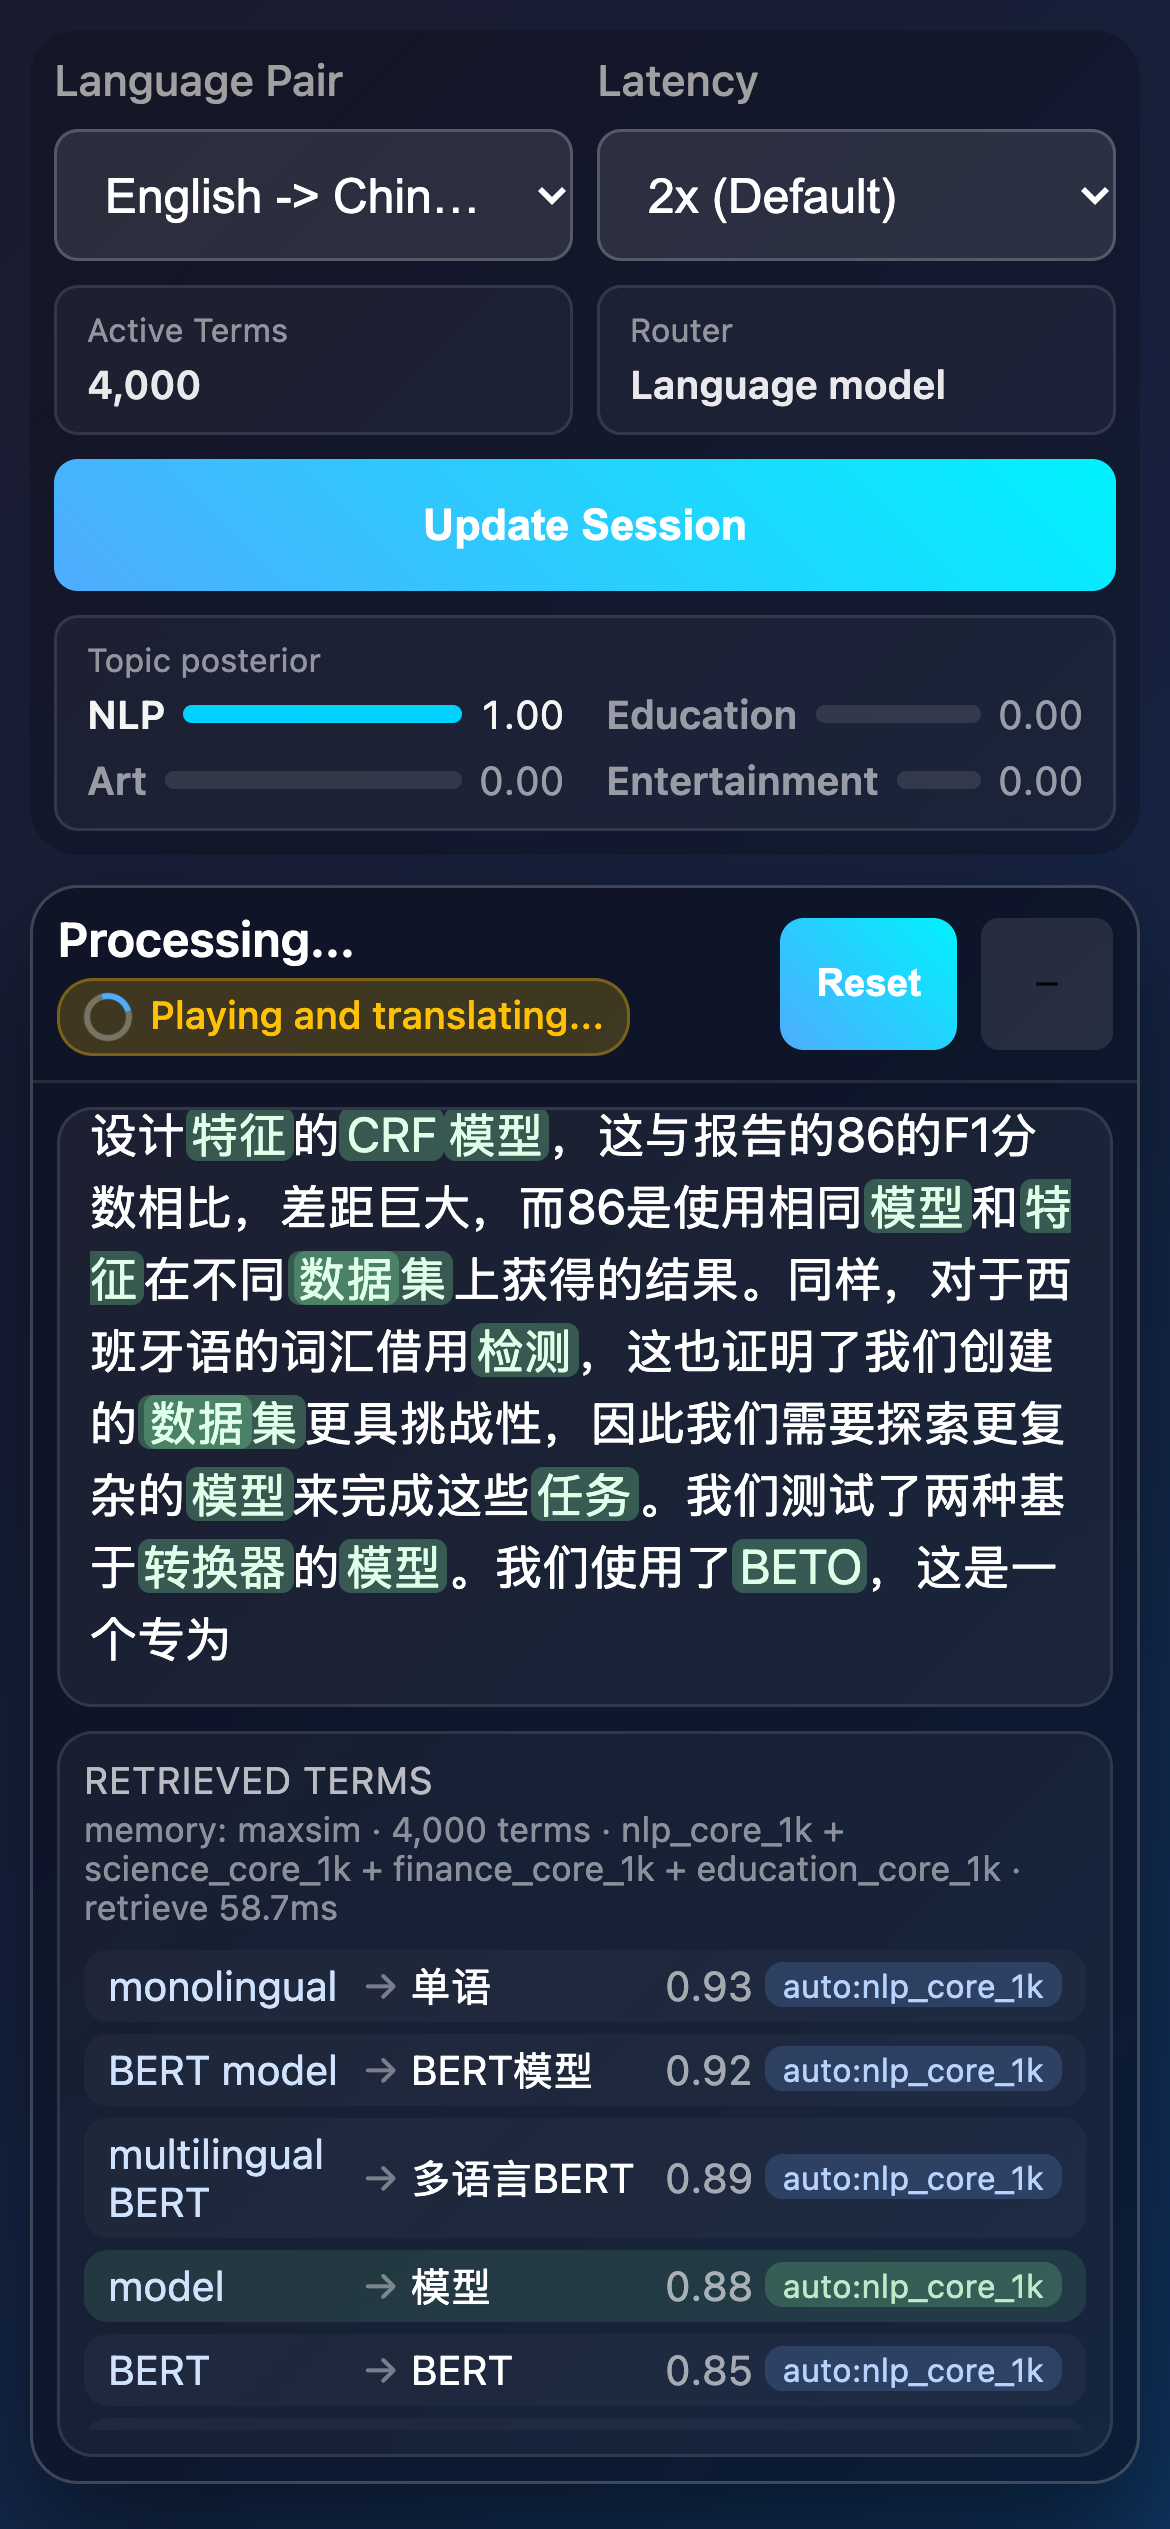 Language Pair
Latency
English -> Chin...
2x (Default)
Active Terms
4,000
Router
Language model
Update Session
Topic posterior
NLP 1.00
Education 0.00
Art 0.00
Entertainment 0.00
Processing...
Playing and translating...
Reset
–
设计特征的CRF模型，这与报告的86的F1分
数相比，差距巨大，而86是使用相同模型和特
征在不同数据集上获得的结果。同样，对于西
班牙语的词汇借用检测，这也证明了我们创建
的数据集更具挑战性，因此我们需要探索更复
杂的模型来完成这些任务。我们测试了两种基
于转换器的模型。我们使用了BETO，这是一
个专为
RETRIEVED TERMS
memory: maxsim · 4,000 terms · nlp_core_1k +
science_core_1k + finance_core_1k + education_core_1k ·
retrieve 58.7ms
monolingual → 单语 0.93 auto:nlp_core_1k
BERT model → BERT模型 0.92 auto:nlp_core_1k
multilingual
BERT → 多语言BERT 0.89 auto:nlp_core_1k
model → 模型 0.88 auto:nlp_core_1k
BERT → BERT 0.85 auto:nlp_core_1k